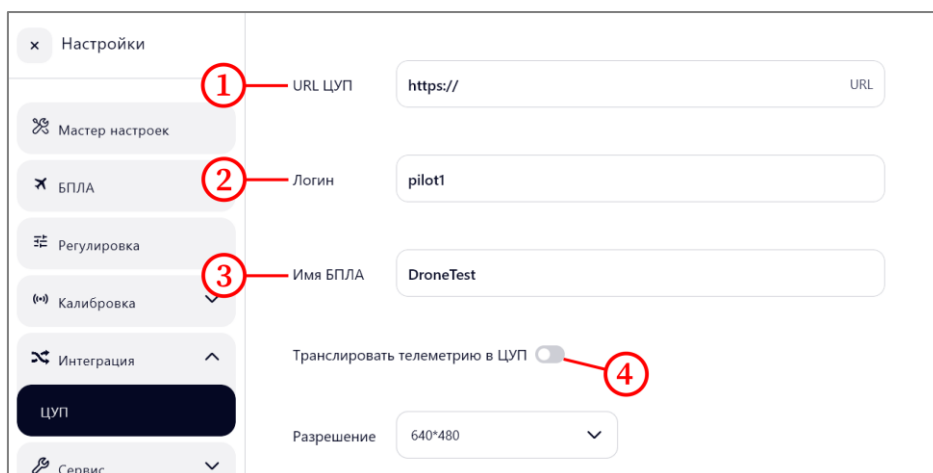 × Настройки
Мастер настроек
БПЛА
Регулировка
Калибровка
Интеграция
ЦУП
Сервис
1 URL ЦУП https:// URL
2 Логин pilot1
3 Имя БПЛА DroneTest
Транслировать телеметрию в ЦУП 4
Разрешение 640*480